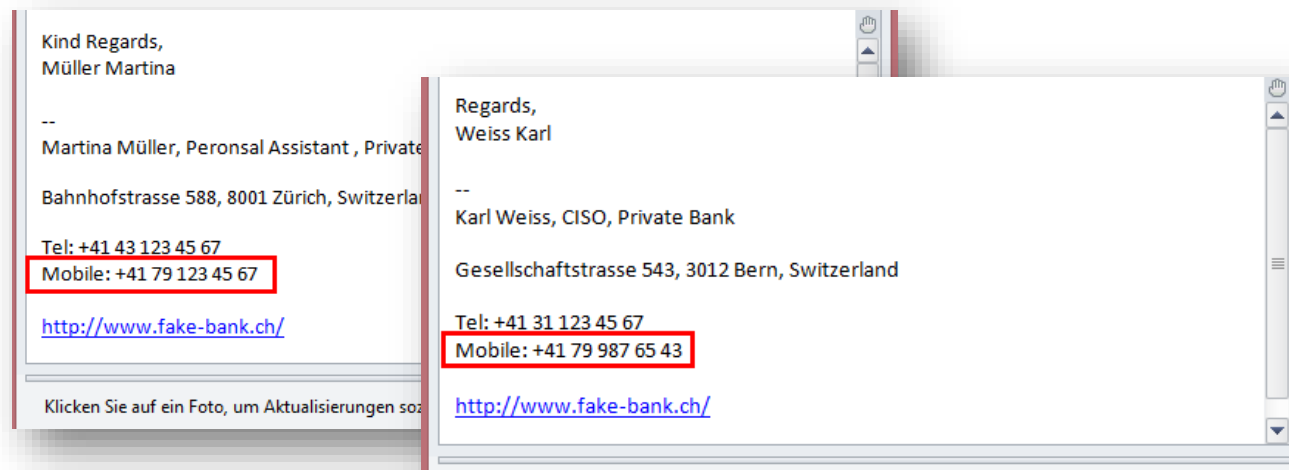 Kind Regards,
Müller Martina
--
Martina Müller, Peronsal Assistant , Private
Bahnhofstrasse 588, 8001 Zürich,
Tel: +41 43 123 45 67
Mobile: +41 79 123 45 67
http://www.fake-bank.ch/
Klicken Sie auf ein Foto, um Aktualisierungen
Regards,
Weiss Karl
--
Karl Weiss, CISO, Private Bank
Gesellschaftstrasse 543, 3012 Bern, Switzerland
Tel: +41 31 123 45 67
Mobile: +41 79 987 65 43
http://www.fake-bank.ch/